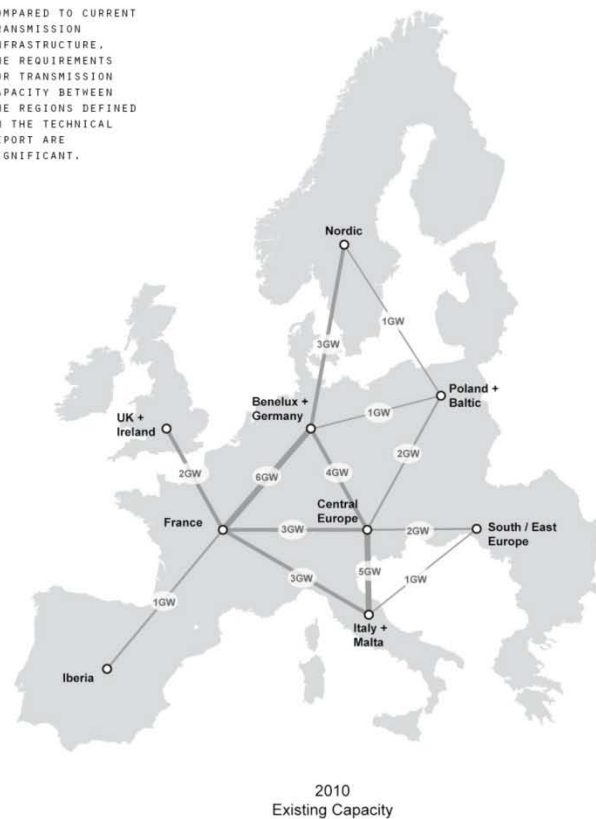 OMPARED TO CURRENT
RANSMISSION
NFRASTRUCTURE,
HE REQUIREMENTS
OR TRANSMISSION
APACITY BETWEEN
HE REGIONS DEFINED
N THE TECHNICAL
EPORT ARE
IGNIFICANT.
Nordic
1GW
3GW
Poland +
Baltic
Benelux +
Germany
1GW
UK +
Ireland
2GW
2GW
6GW
4GW
Central
Europe
France
3GW
2GW
South / East
Europe
3GW
5GW
1GW
1GW
Italy +
Malta
Iberia
2010
Existing Capacity